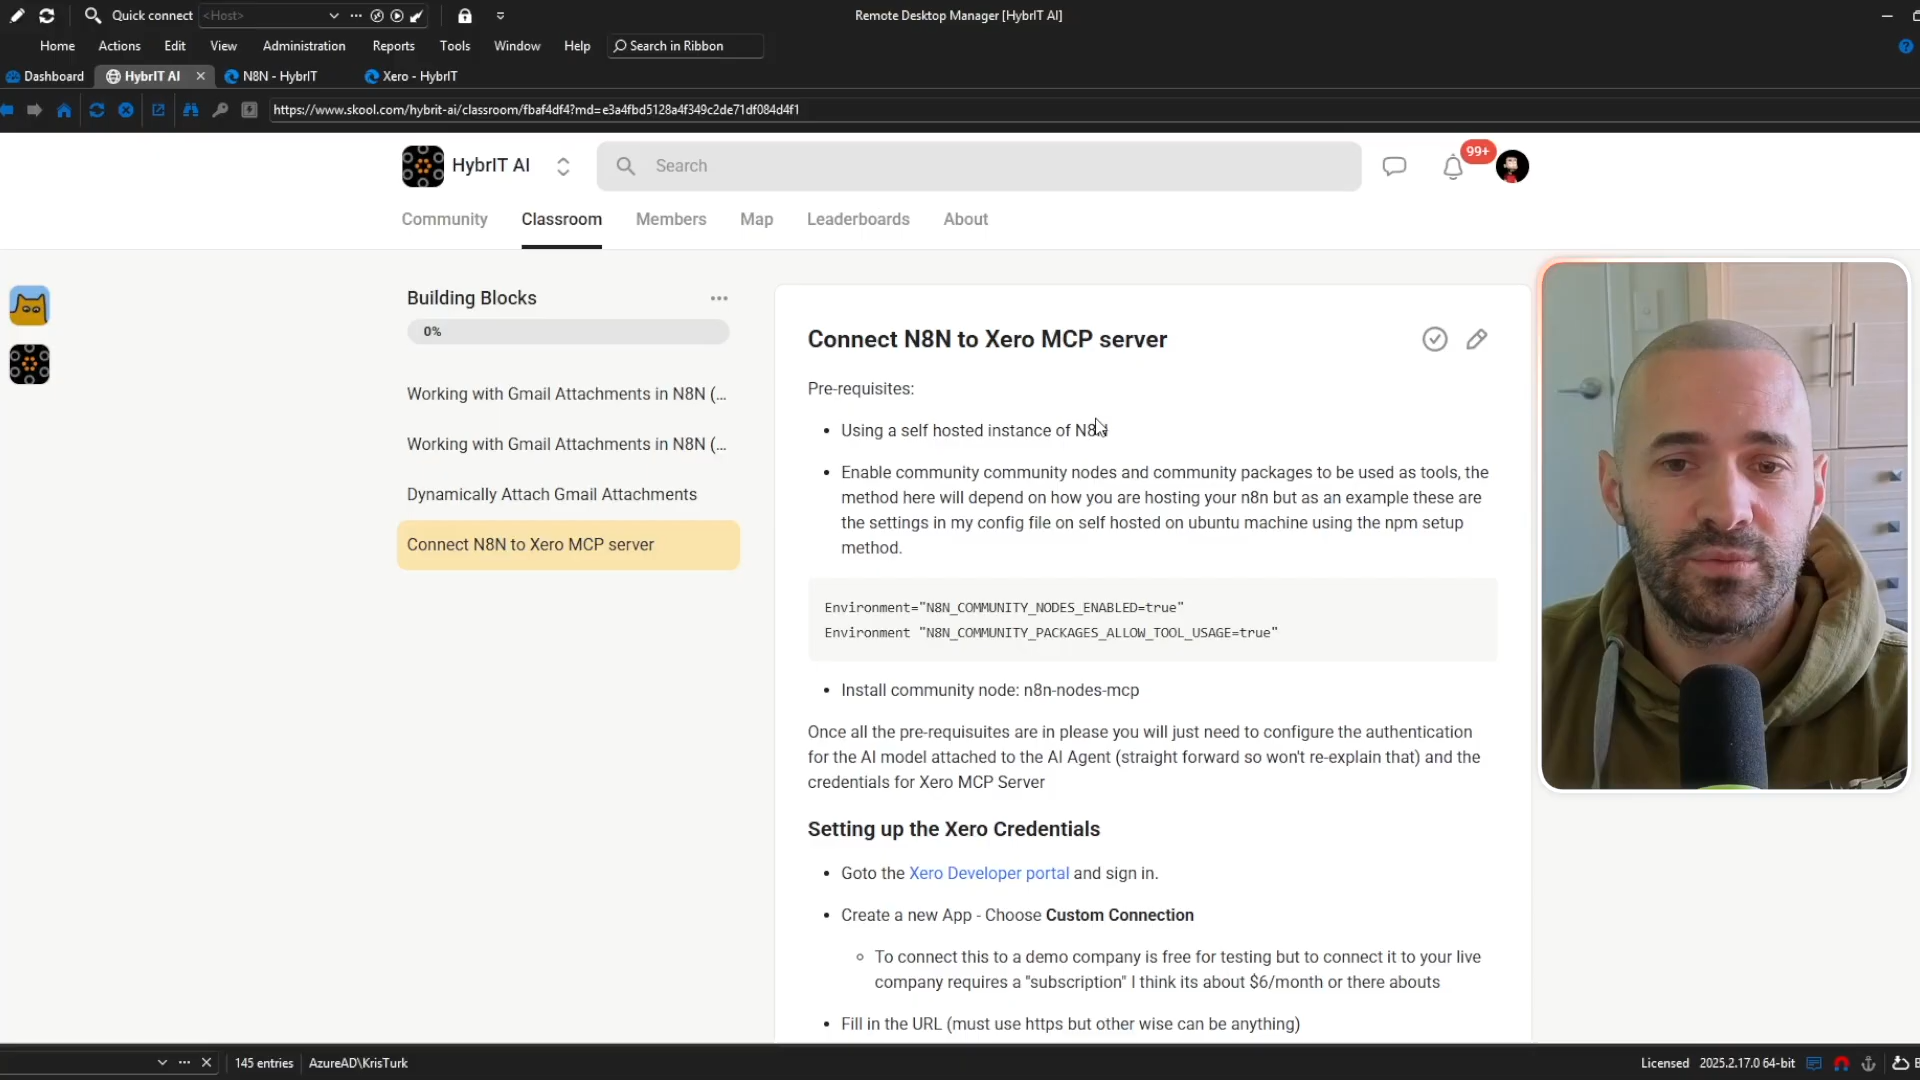 Quick connect <Host> Remote Desktop Manager [HybrIT AI]
Home Actions Edit View Administration Reports Tools Window Help Search in Ribbon
Dashboard HybrIT AI N8N - HybrIT Xero - HybrIT
https://www.skool.com/hybrit-ai/classroom/fbaf4df4?md=e3a4fbd5128a4f349c2de71df084d4f1
HybrIT AI Search 99+
Community Classroom Members Map Leaderboards About
Building Blocks
0%
Working with Gmail Attachments in N8N (...
Working with Gmail Attachments in N8N (...
Dynamically Attach Gmail Attachments
Connect N8N to Xero MCP server
Connect N8N to Xero MCP server
Pre-requisites:
• Using a self hosted instance of N8N
• Enable community community nodes and community packages to be used as tools, the
method here will depend on how you are hosting your n8n but as an example these are
the settings in my config file on self hosted on ubuntu machine using the npm setup
method.
Environment="N8N_COMMUNITY_NODES_ENABLED=true"
Environment "N8N_COMMUNITY_PACKAGES_ALLOW_TOOL_USAGE=true"
• Install community node: n8n-nodes-mcp
Once all the pre-requisuites are in please you will just need to configure the authentication
for the AI model attached to the AI Agent (straight forward so won't re-explain that) and the
credentials for Xero MCP Server
Setting up the Xero Credentials
• Goto the Xero Developer portal and sign in.
• Create a new App - Choose Custom Connection
◦ To connect this to a demo company is free for testing but to connect it to your live
company requires a "subscription" I think its about $6/month or there abouts
• Fill in the URL (must use https but other wise can be anything)
145 entries AzureAD\KrisTurk Licensed 2025.2.17.0 64-bit